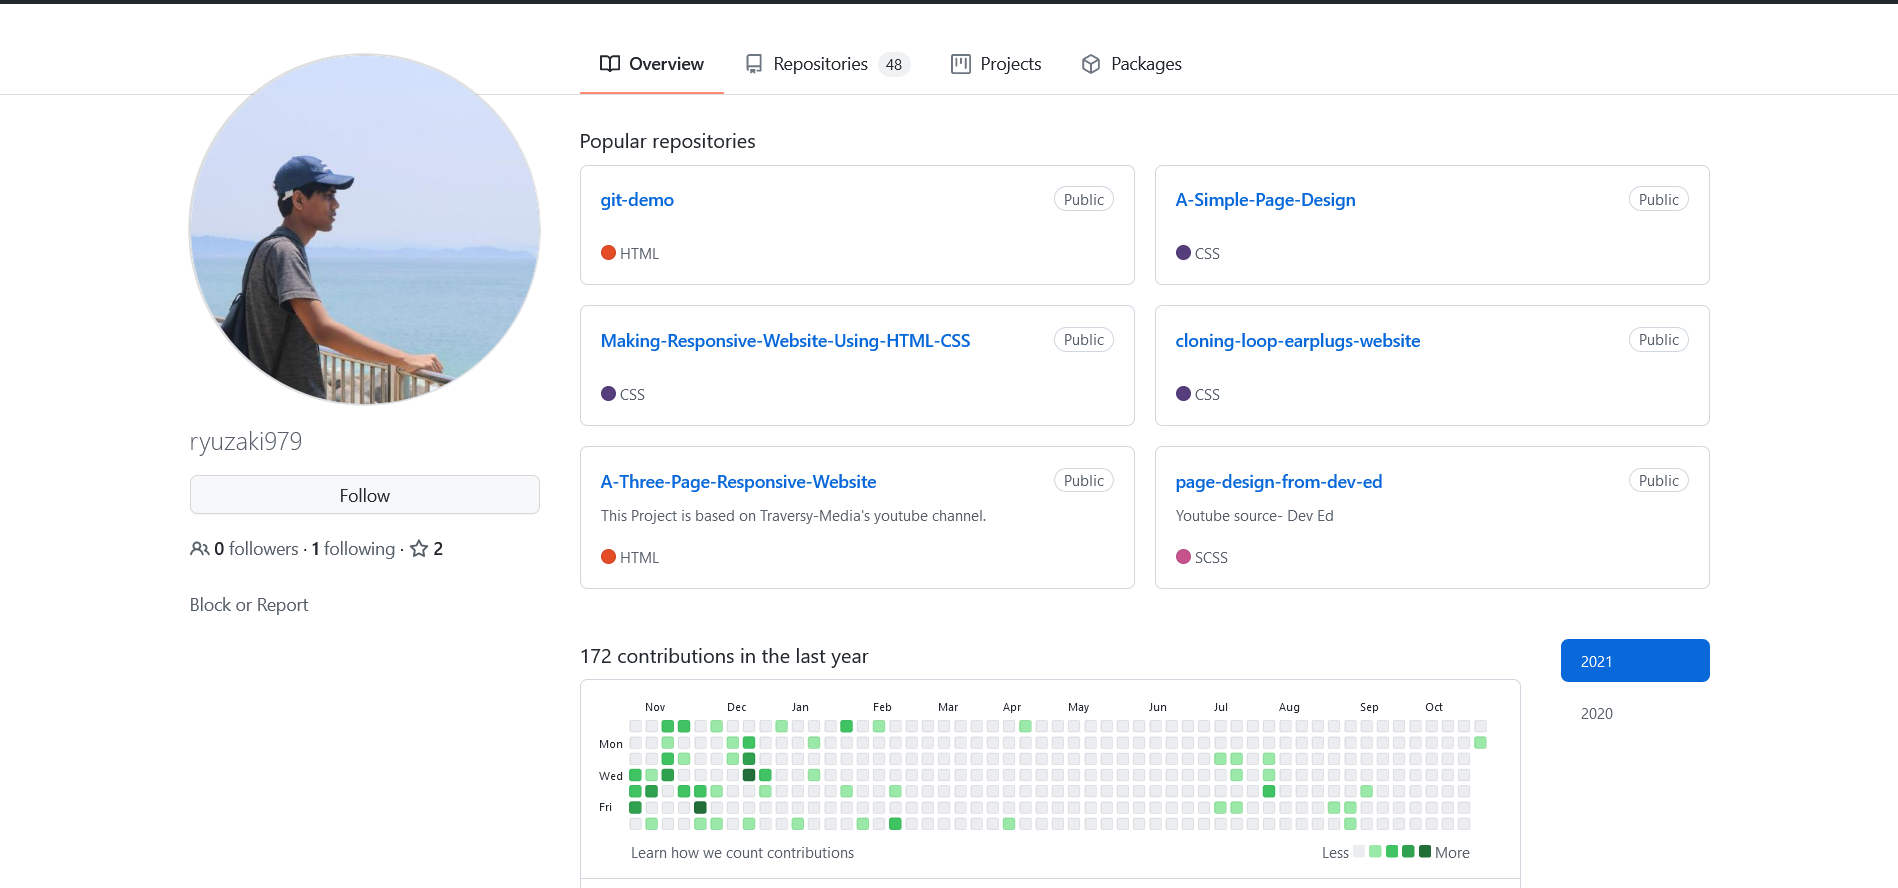 Overview Repositories 48 Projects Packages
Popular repositories
git-demo Public
HTML
A-Simple-Page-Design Public
CSS
Making-Responsive-Website-Using-HTML-CSS Public
CSS
cloning-loop-earplugs-website Public
CSS
A-Three-Page-Responsive-Website Public
This Project is based on Traversy-Media's youtube channel.
HTML
page-design-from-dev-ed Public
Youtube source- Dev Ed
SCSS
ryuzaki979
Follow
0 followers · 1 following · 2
Block or Report
172 contributions in the last year
2021
2020
Nov Dec Jan Feb Mar Apr May Jun Jul Aug Sep Oct
Mon
Wed
Fri
Learn how we count contributions
Less More